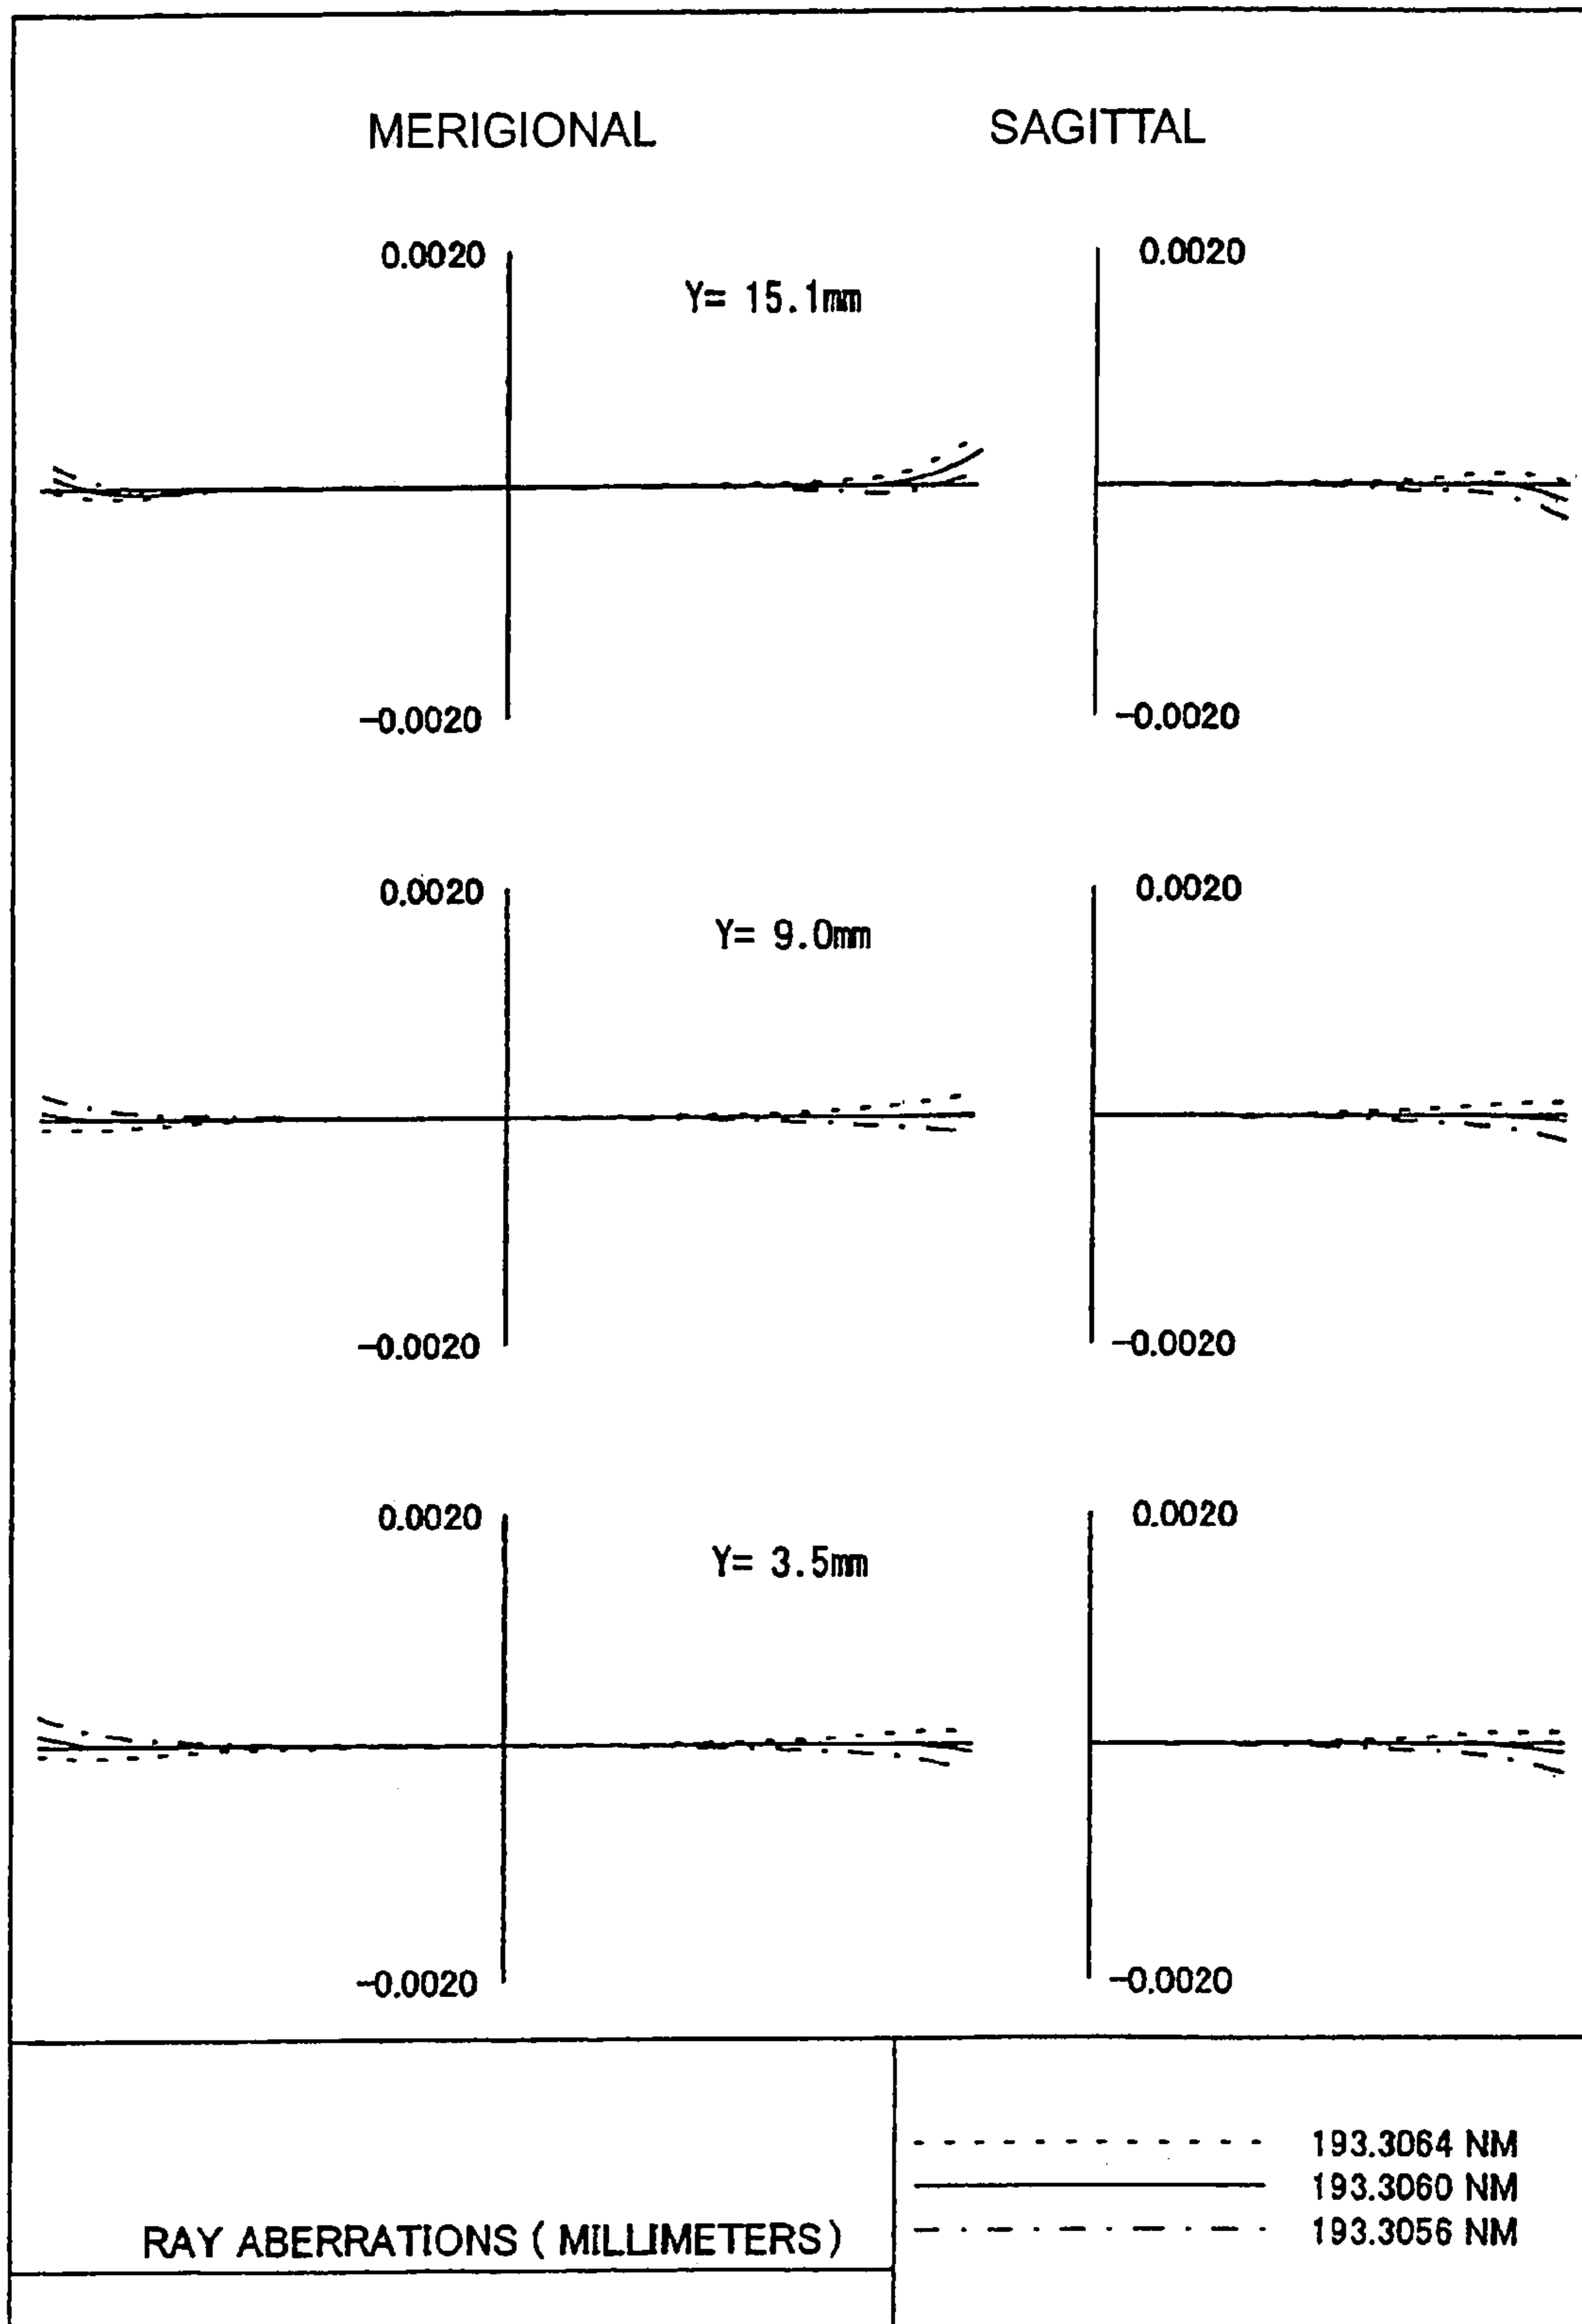 MERIGIONAL SAGITTAL
0.0020 0.0020
Y= 15.1mm
-0.0020 -0.0020
0.0020 0.0020
Y= 9.0mm
-0.0020 -0.0020
0.0020 0.0020
Y= 3.5mm
-0.0020 -0.0020
193.3064 NM
193.3060 NM
RAY ABERRATIONS ( MILLIMETERS) 193.3056 NM